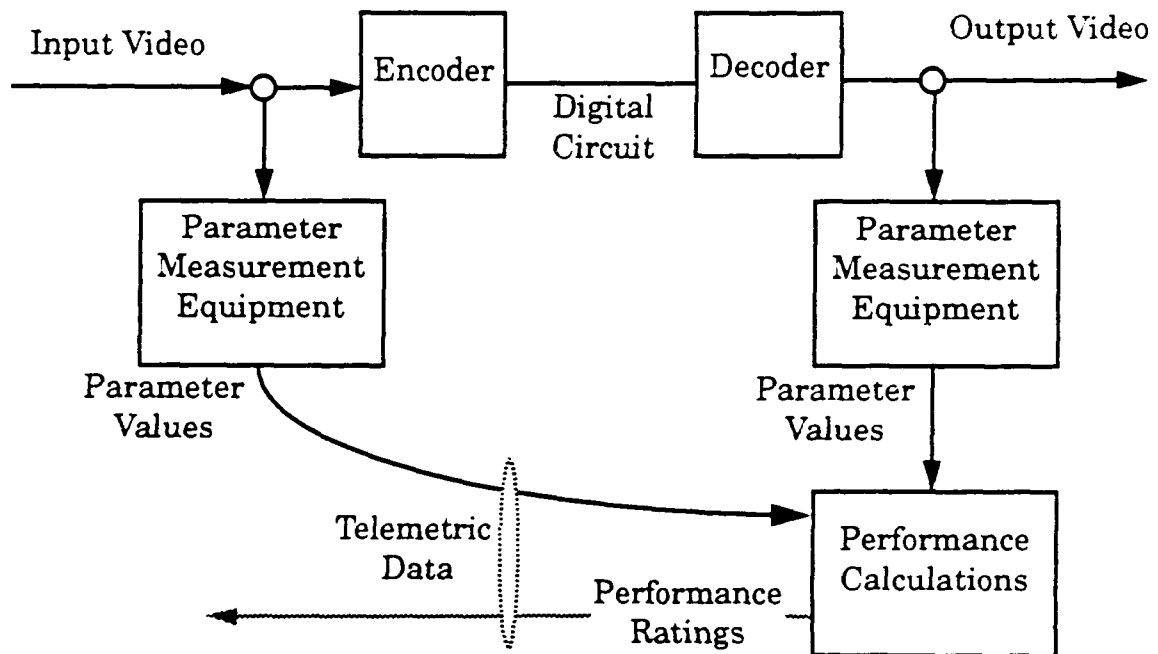 Input Video
Encoder
Digital
Circuit
Decoder
Output Video
Parameter
Measurement
Equipment
Parameter
Measurement
Equipment
Parameter
Values
Parameter
Values
Telemetric
Data
Performance
Calculations
Performance
Ratings